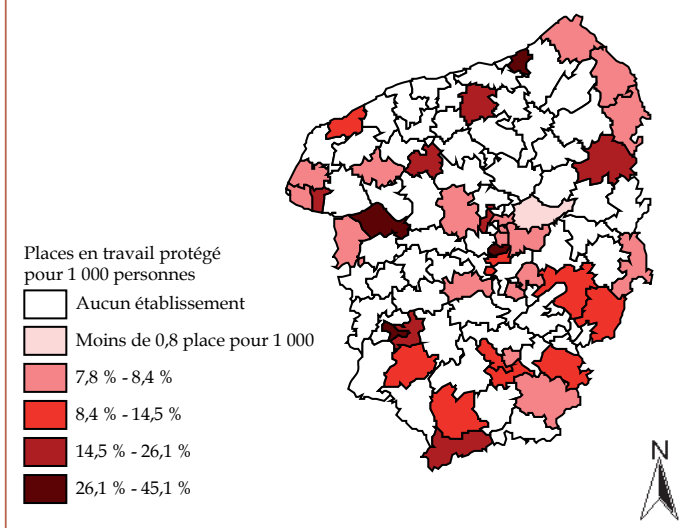 Places en travail protégé
pour 1 000 personnes
Aucun établissement
Moins de 0,8 place pour 1 000
7,8 % - 8,4 %
8,4 % - 14,5 %
14,5 % - 26,1 %
26,1 % - 45,1 %
N